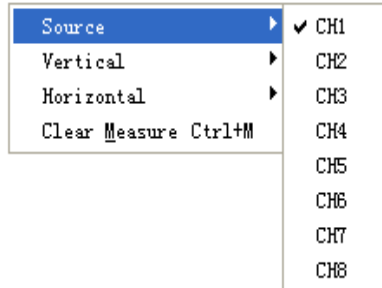 Source
Vertical
Horizontal
Clear Measure Ctrl+M
CH1
CH2
CH3
CH4
CH5
CH6
CH7
CH8